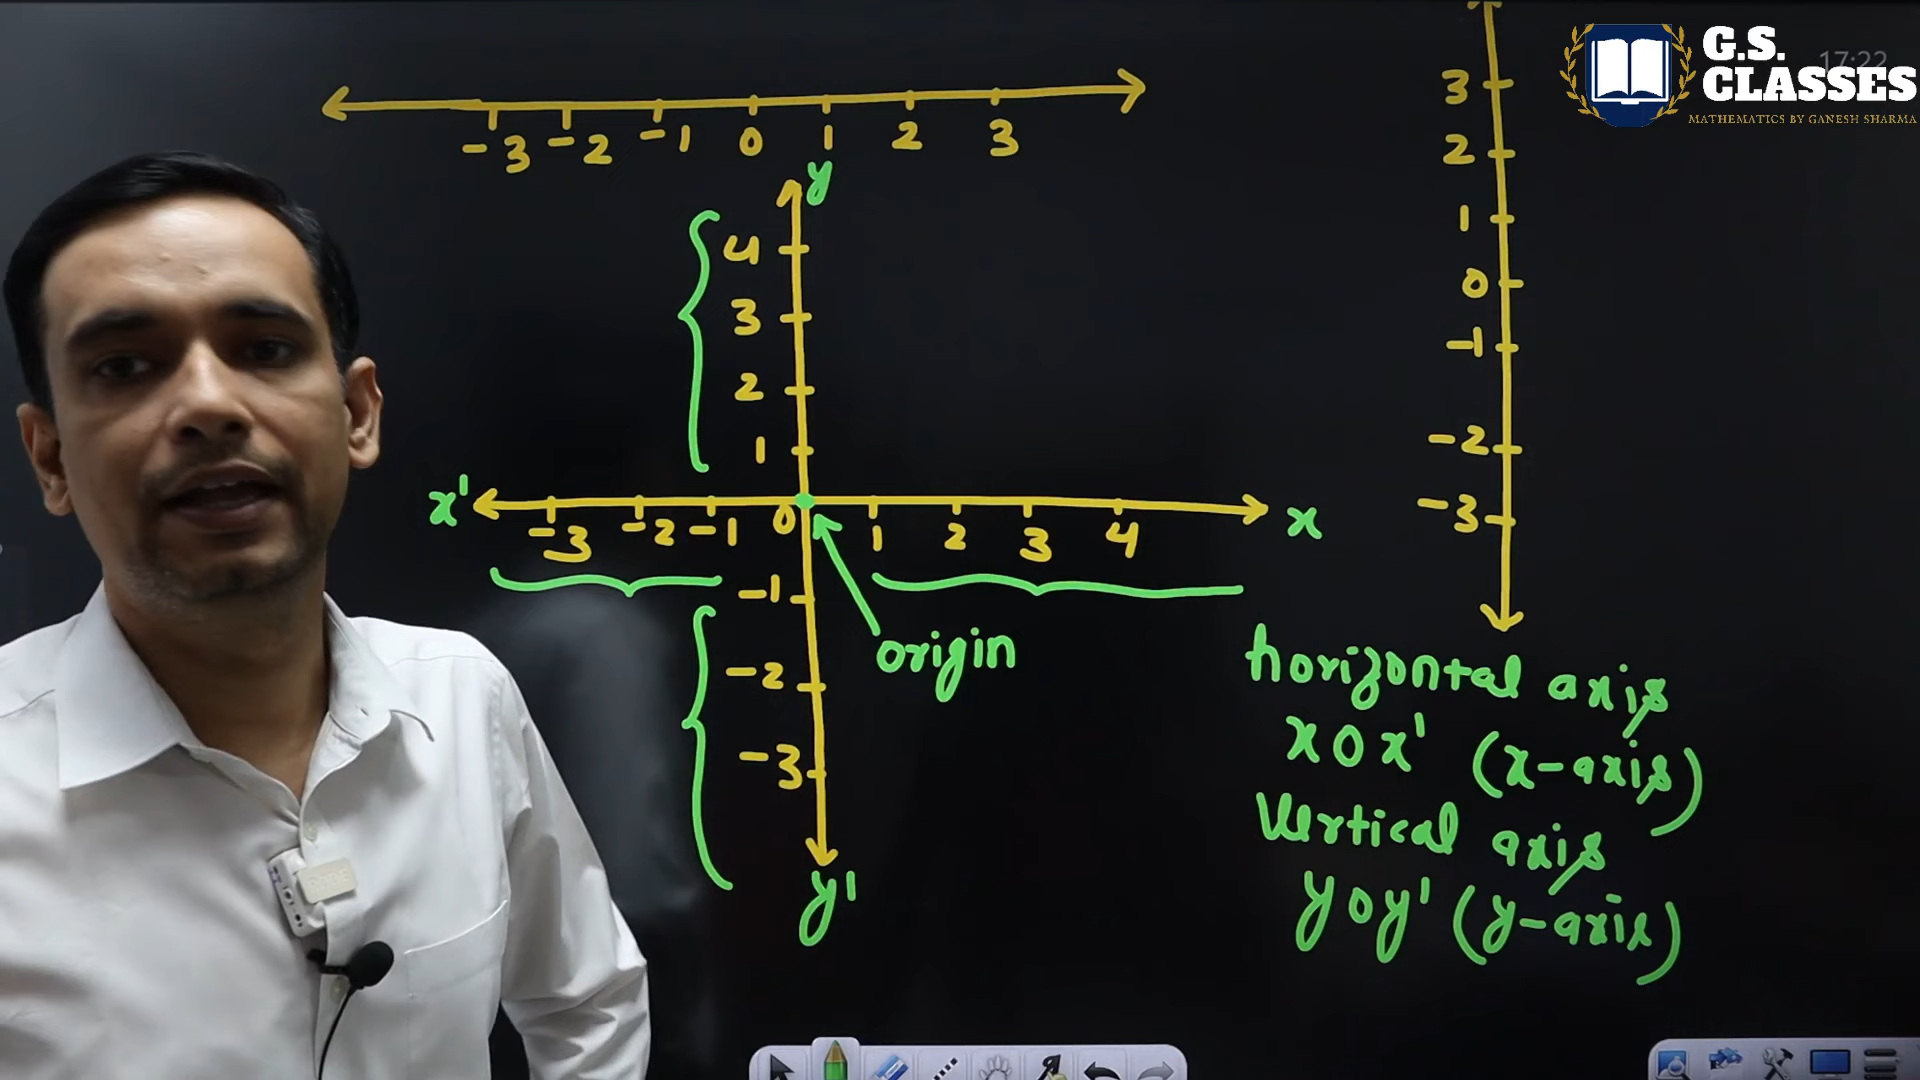 G.S.
CLASSES
MATHEMATICS BY GANESH SHARMA
17:22
-3 -2 -1 0 1 2 3
y
4
3
2
1
x' x
-3 -2 -1 0 1 2 3 4
-1
-2
-3
y'
origin
3
2
1
0
-1
-2
-3
horizontal axis
x o x' (x-axis)
Vertical axis
y o y' (y-axis)